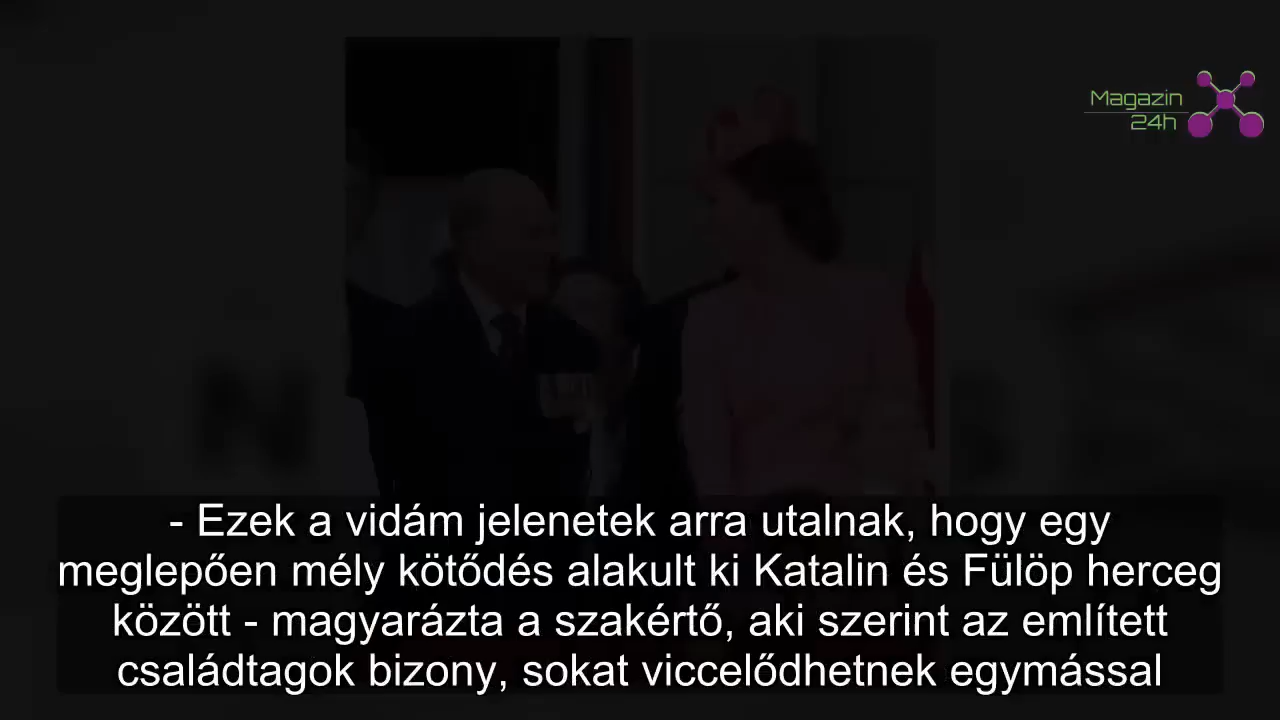 Magazin
24h
- Ezek a vidám jelenetek arra utalnak, hogy egy
meglepően mély kötődés alakult ki Katalin és Fülöp herceg
között - magyarázta a szakértő, aki szerint az említett
családtagok bizony, sokat viccelődhetnek egymással